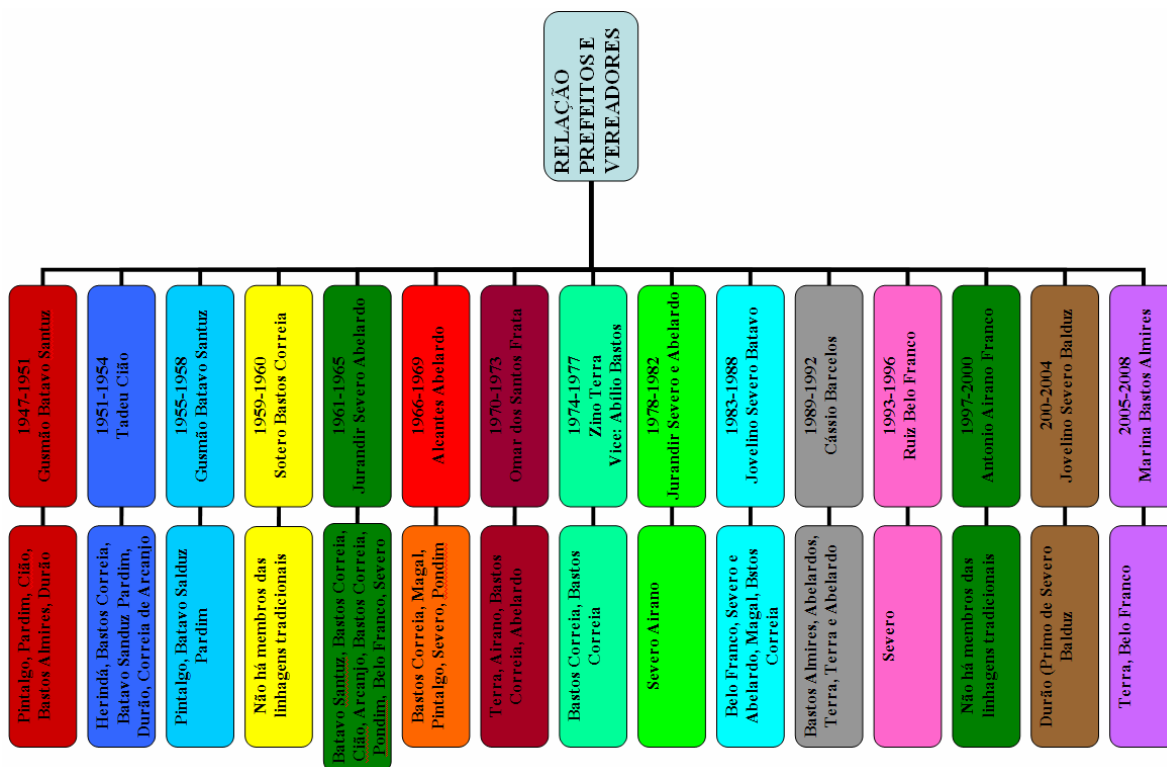 RELAÇÃO
PREFEITOS E
VEREADORES
1947-1951
Gusmão Batavo Santuz
Pintalgo, Pardim, Cião,
Bastos Almires, Durão
1951-1954
Tadeu Cião
Herindá, Bastos Correia,
Batavo Sanduz, Pardim,
Durão, Correia de Arcanjo
1955-1958
Gusmão Batavo Santuz
Pintalgo, Batavo Salduz
Pardim
1959-1960
Sotero Bastos Correia
Não há membros das
linhagens tradicionais
1961-1965
Jurandir Severo Abelardo
Batavo Santuz, Bastos Correia,
Cião, Arcanjo, Bastos Correia,
Pondim, Belo Franco, Severo
1966-1969
Alcantes Abelardo
Bastos Correia, Magal,
Pintalgo, Severo, Pondim
1970-1973
Omar dos Santos Frata
Terra, Airano, Bastos
Correia, Abelardo
1974-1977
Zino Terra
Vice: Abílio Bastos
Bastos Correia, Bastos
Correia
1978-1982
Jurandir Severo e Abelardo
Severo Airano
1983-1988
Jovelino Severo Batavo
Belo Franco, Severo e
Abelardo, Magal, Bstos
Correia
1989-1992
Cássio Barcelos
Bastos Almires, Abelardos,
Terra, Terra e Abelardo
1993-1996
Ruiz Belo Franco
Severo
1997-2000
Antonio Airano Franco
Não há membros das
linhagens tradicionais
200-2004
Jovelino Severo Balduz
Durão (Primo de Severo
Balduz
2005-2008
Marina Bastos Almires
Terra, Belo Franco